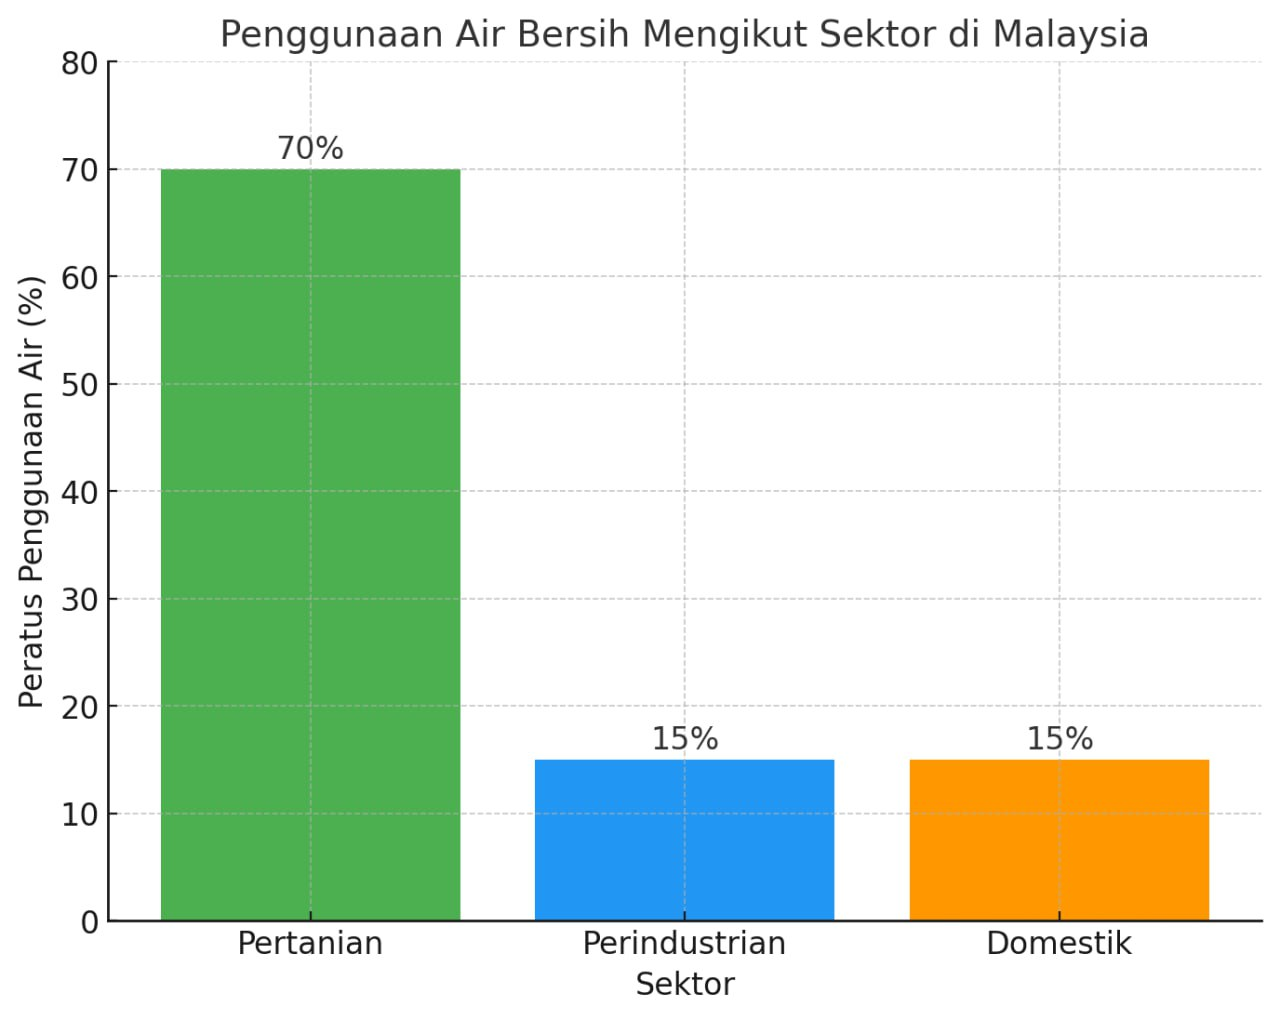 Penggunaan Air Bersih Mengikut Sektor di Malaysia
Peratus Penggunaan Air (%)
80
70
60
50
40
30
20
10
0
70%
15%
15%
Pertanian
Perindustrian
Domestik
Sektor